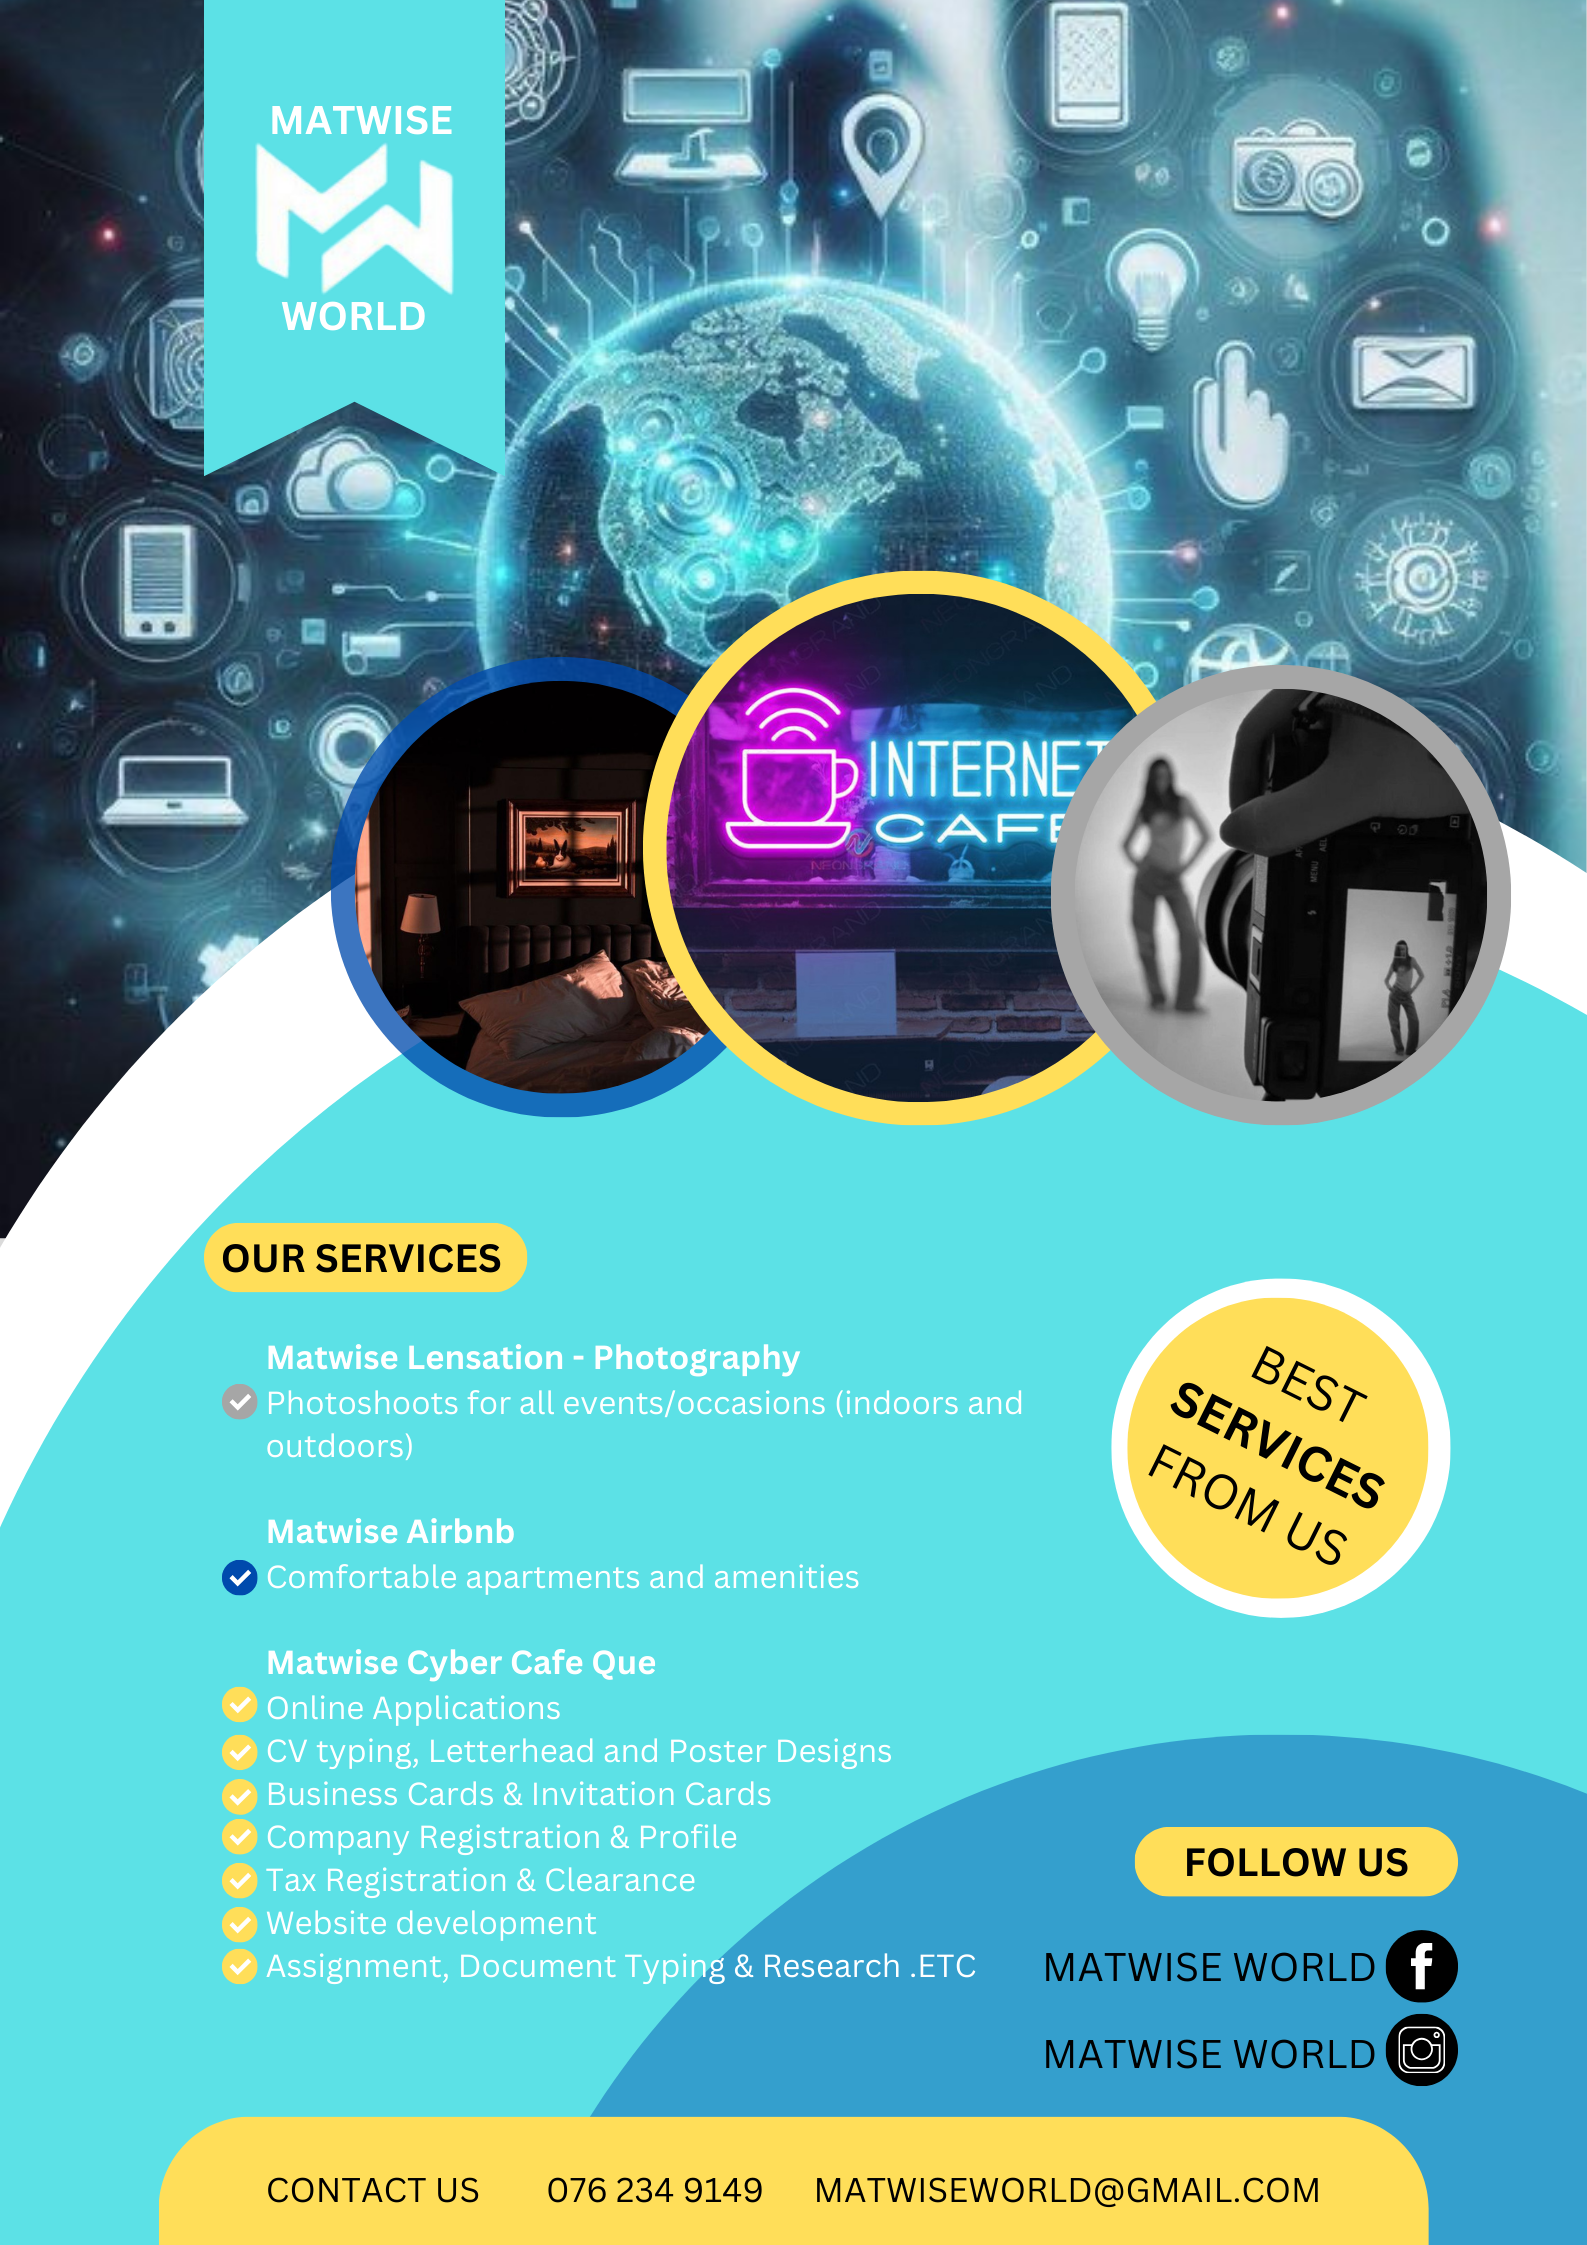 MATWISE
WORLD
INTERNET
CAFE
OUR SERVICES
Matwise Lensation - Photography
Photoshoots for all events/occasions (indoors and
outdoors)
Matwise Airbnb
Comfortable apartments and amenities
Matwise Cyber Cafe Que
Online Applications
CV typing, Letterhead and Poster Designs
Business Cards & Invitation Cards
Company Registration & Profile
Tax Registration & Clearance
Website development
Assignment, Document Typing & Research .ETC
BEST
SERVICES
FROM US
FOLLOW US
MATWISE WORLD
MATWISE WORLD
CONTACT US 076 234 9149 MATWISEWORLD@GMAIL.COM